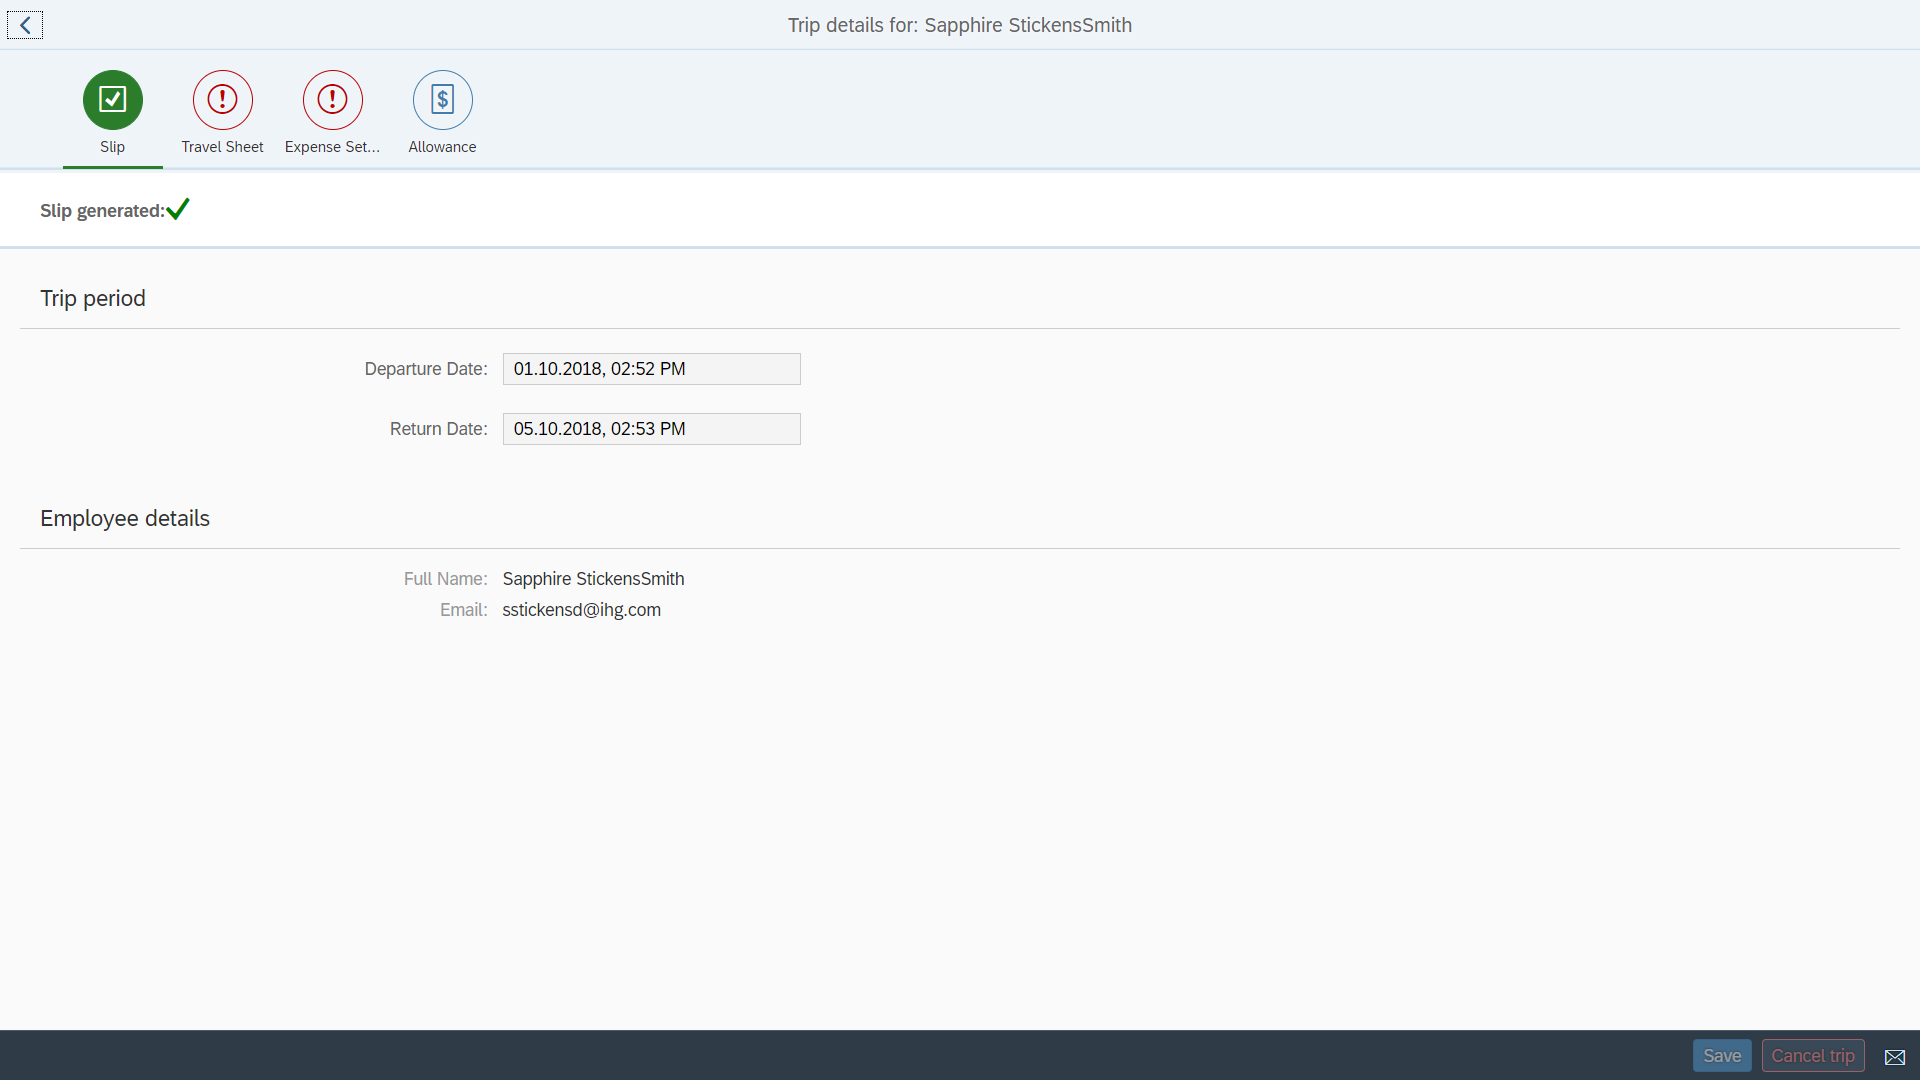 Trip details for: Sapphire StickensSmith
Slip
Travel Sheet
Expense Set...
Allowance
Slip generated:
Trip period
Departure Date: 01.10.2018, 02:52 PM
Return Date: 05.10.2018, 02:53 PM
Employee details
Full Name: Sapphire StickensSmith
Email: sstickensd@ihg.com
Save
Cancel trip